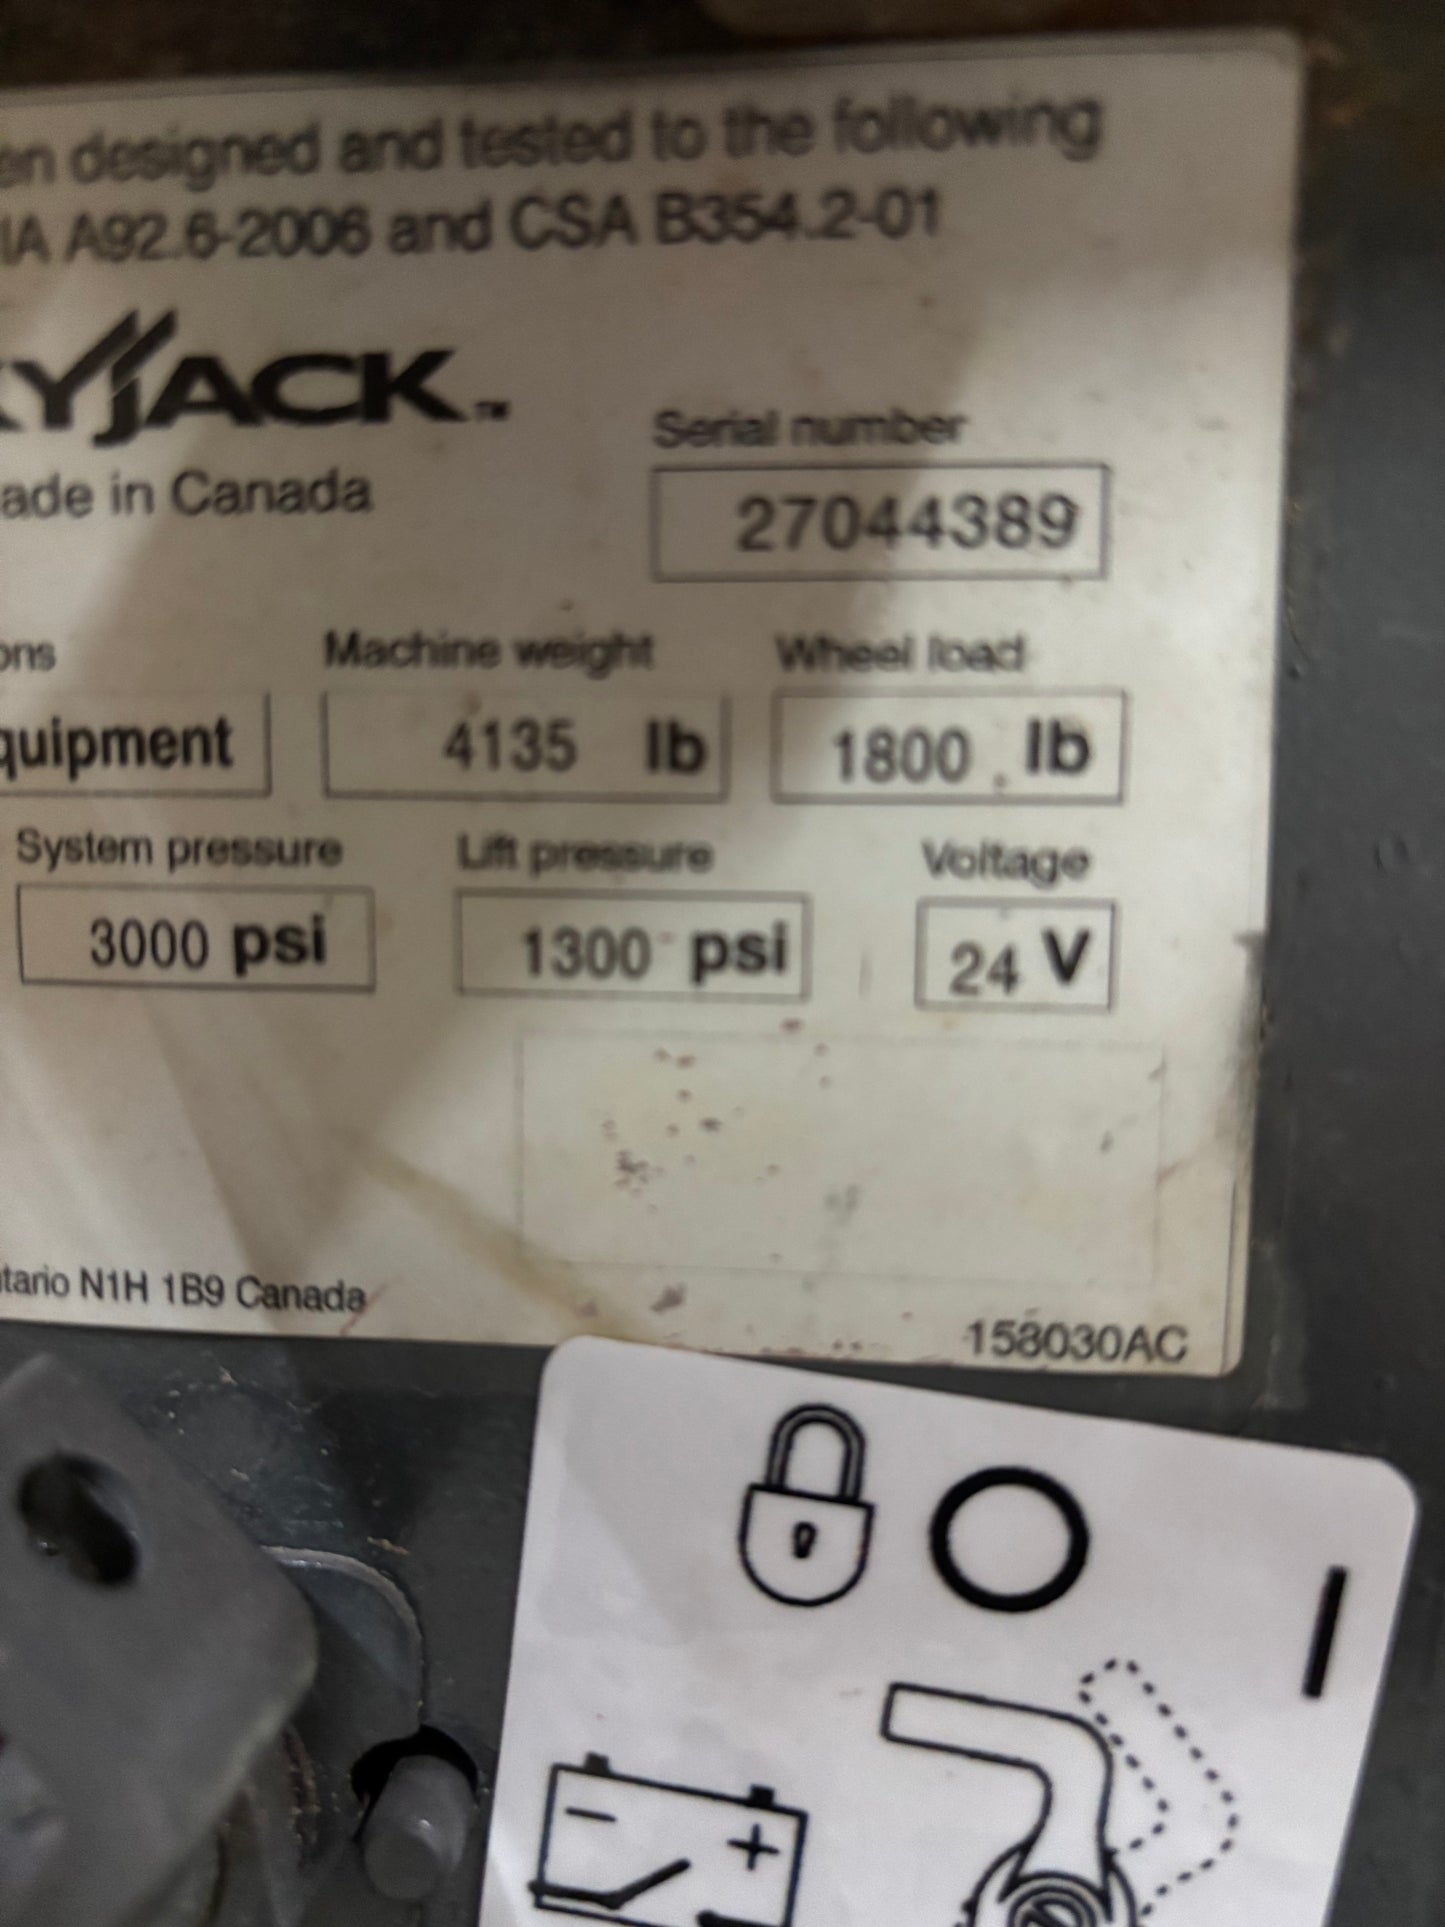 en designed and tested to the following
IA A92.6-2006 and CSA B354.2-01
KYJACK™
ade in Canada
Serial number
27044389
ons
Machine weight
Wheel load
quipment
4135 lb
1800 lb
System pressure
Lift pressure
Voltage
3000 psi
1300 psi
24 V
tario N1H 1B9 Canada
158030AC
O
I
- +